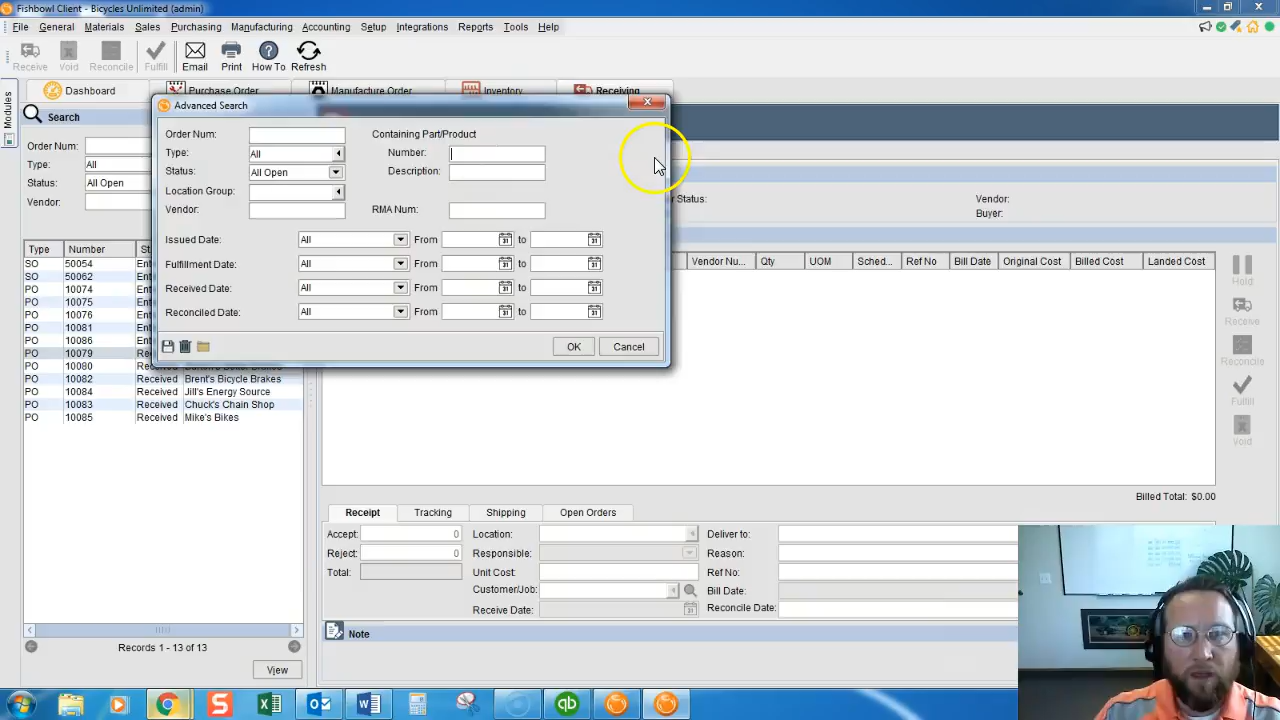 Fishbowl Client - Bicycles Unlimited (admin)
File General Materials Sales Purchasing Manufacturing Accounting Setup Integrations Reports Tools Help
Receive Void Reconcile Fulfill Email Print How To Refresh
Modules
Dashboard Purchase Order Manufacture Order Inventory Receiving
Search
Order Num:
Type: All
Status: All Open
Vendor:
Advanced Search
Order Num:
Containing Part/Product
Type: All
Number:
Status: All Open
Description:
Location Group:
Vendor:
RMA Num:
Issued Date: All From to
Fulfillment Date: All From to
Received Date: All From to
Reconciled Date: All From to
OK Cancel
Status: Vendor:
Buyer:
Type Number
SO 50054
SO 50062
PO 10074
PO 10075
PO 10076
PO 10081
PO 10086
PO 10079
PO 10080
PO 10082 Received Brent's Bicycle Brakes
PO 10084 Received Jill's Energy Source
PO 10083 Received Chuck's Chain Shop
PO 10085 Received Mike's Bikes
Vendor Nu... Qty UOM Sched... Ref No Bill Date Original Cost Billed Cost Landed Cost
Hold
Receive
Reconcile
Fulfill
Void
Billed Total: $0.00
Receipt Tracking Shipping Open Orders
Accept: 0 Location: Deliver to:
Reject: 0 Responsible: Reason:
Total: Unit Cost: Ref No:
Customer/Job: Bill Date:
Receive Date: Reconcile Date:
Note
Records 1 - 13 of 13
View